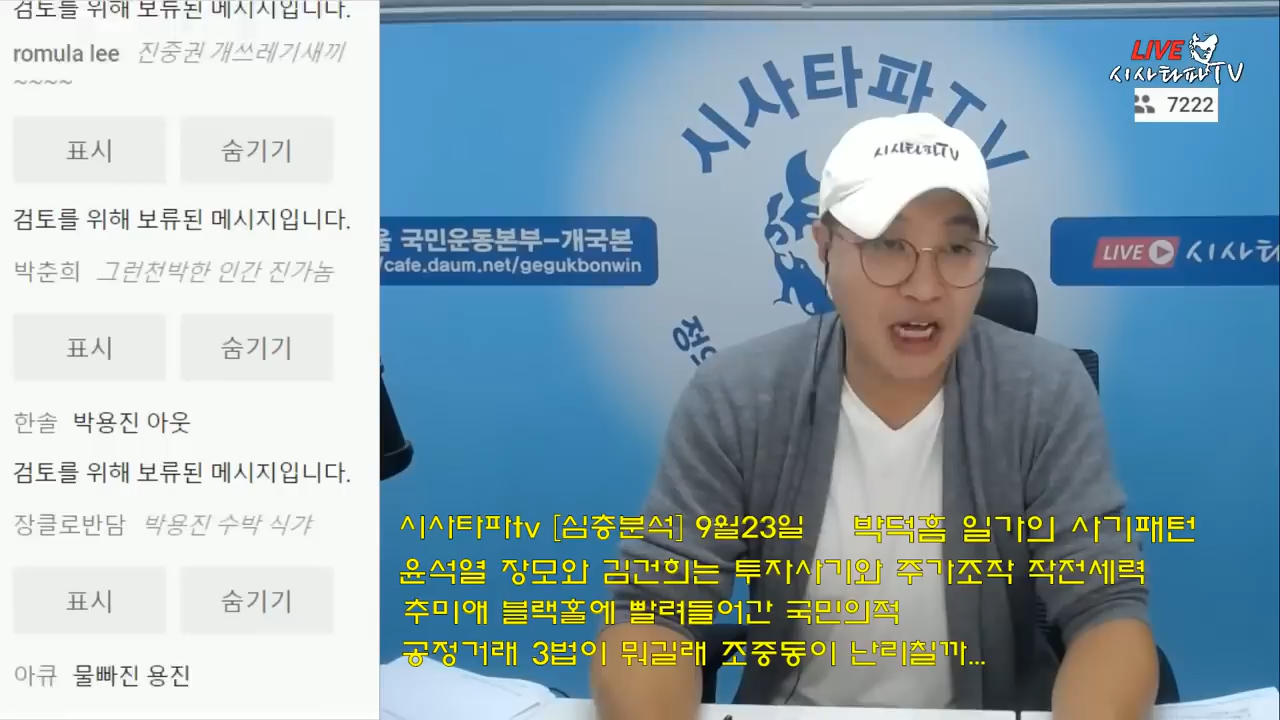 검토를 위해 보류된 메시지입니다.
romula lee 진중권 개쓰레기새끼
~~~~
표시 숨기기
검토를 위해 보류된 메시지입니다.
박춘희 그런천박한 인간 진가놈
표시 숨기기
한솔 박용진 아웃
검토를 위해 보류된 메시지입니다.
장클로반담 박용진 수박 식갸
표시 숨기기
아큐 물빠진 용진
LIVE
시사타파TV
7222
시사타파TV
시사타파TV
국민운동본부-개국본
/cafe.daum.net/gegukbonwin
LIVE 시사타
시사타파tv [심층분석] 9월23일 박덕흠 일가의 사기패턴
윤석열 장모와 김건희는 투자사기와 주가조작 작전세력
추미애 블랙홀에 빨려들어간 국민의적
공정거래 3법이 뭐길래 조중동이 난리칠까...